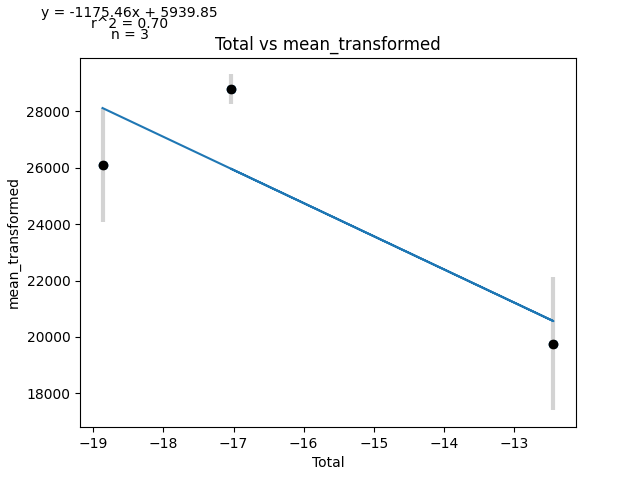 y = -1175.46x + 5939.85
r^2 = 0.70
n = 3
Total vs mean_transformed
28000
26000
24000
22000
20000
18000
mean_transformed
−19
−18
−17
−16
−15
−14
−13
Total